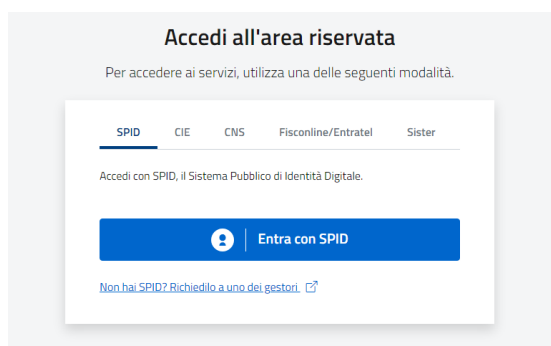 Accedi all'area riservata
Per accedere ai servizi, utilizza una delle seguenti modalità.
SPID CIE CNS Fisconline/Entratel Sister
Accedi con SPID, il Sistema Pubblico di Identità Digitale.
Entra con SPID
Non hai SPID? Richiedilo a uno dei gestori